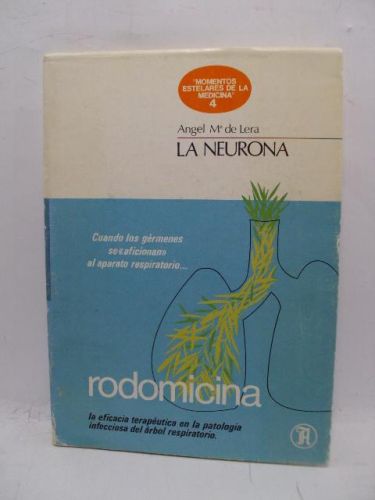 'MOMENTOS
ESTELARES DE LA
MEDICINA'
4
Angel Mª de Lera
LA NEURONA
Cuando los gérmenes
se «aficionan»
al aparato respiratorio...
rodomicina
la eficacia terapéutica en la patología
infecciosa del árbol respiratorio.